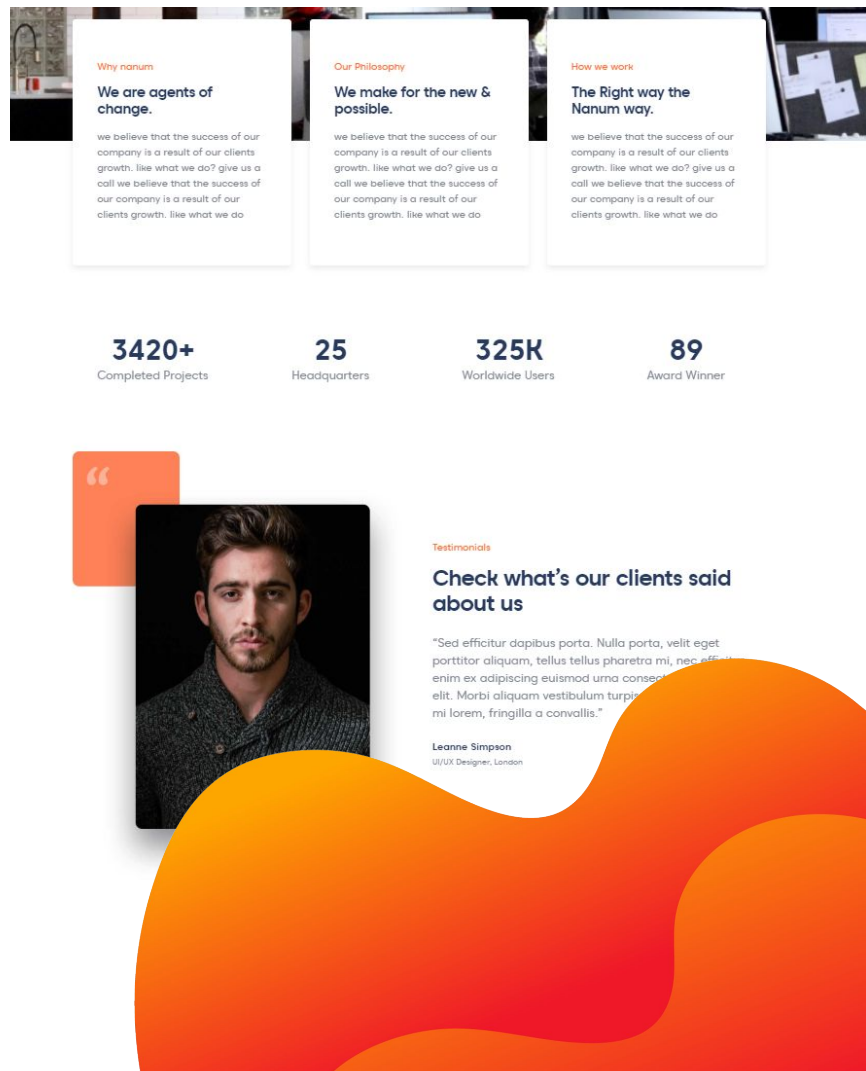 Why nanum
We are agents of
change.
we believe that the success of our
company is a result of our clients
growth. like what we do? give us a
call we believe that the success of
our company is a result of our
clients growth. like what we do
Our Philosophy
We make for the new &
possible.
we believe that the success of our
company is a result of our clients
growth. like what we do? give us a
call we believe that the success of
our company is a result of our
clients growth. like what we do
How we work
The Right way the
Nanum way.
we believe that the success of our
company is a result of our clients
growth. like what we do? give us a
call we believe that the success of
our company is a result of our
clients growth. like what we do
3420+
Completed Projects
25
Headquarters
325K
Worldwide Users
89
Award Winner
“
Testimonials
Check what's our clients said
about us
“Sed efficitur dapibus porta. Nulla porta, velit eget
porttitor aliquam, tellus tellus pharetra mi, nec
enim ex adipiscing euismod urna
elit. Morbi aliquam vestibulum
mi lorem, fringilla a convallis.”
Leanne Simpson
UI/UX Designer, London